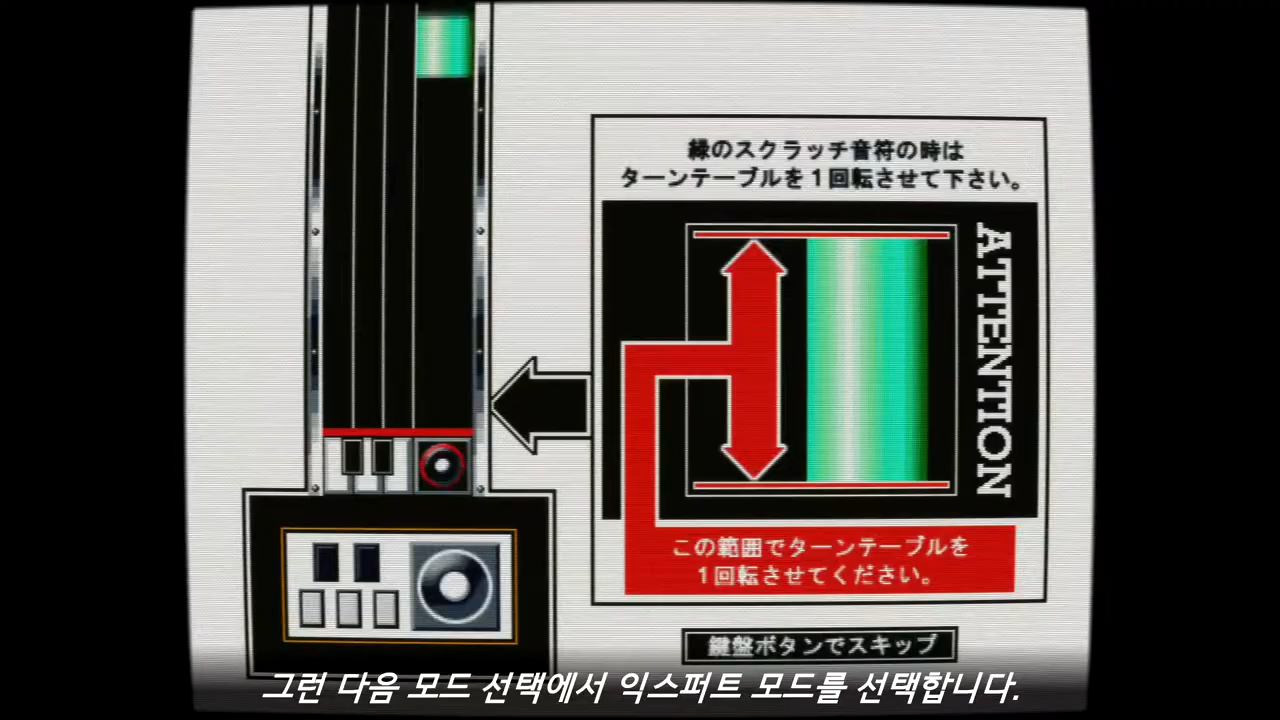 緑のスクラッチ音符の時は
ターンテーブルを1回転させて下さい。
ATTENTION
この範囲でターンテーブルを
1回転させてください。
鍵盤ボタンでスキップ
그런 다음 모드 선택에서 익스퍼트 모드를 선택합니다.